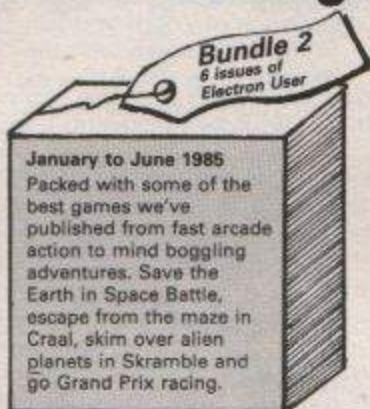 Bundle 2
6 issues of
Electron User
January to June 1985
Packed with some of the
best games we've
published from fast arcade
action to mind boggling
adventures. Save the
Earth in Space Battle,
escape from the maze in
Craal, skim over alien
planets in Skramble and
go Grand Prix racing.